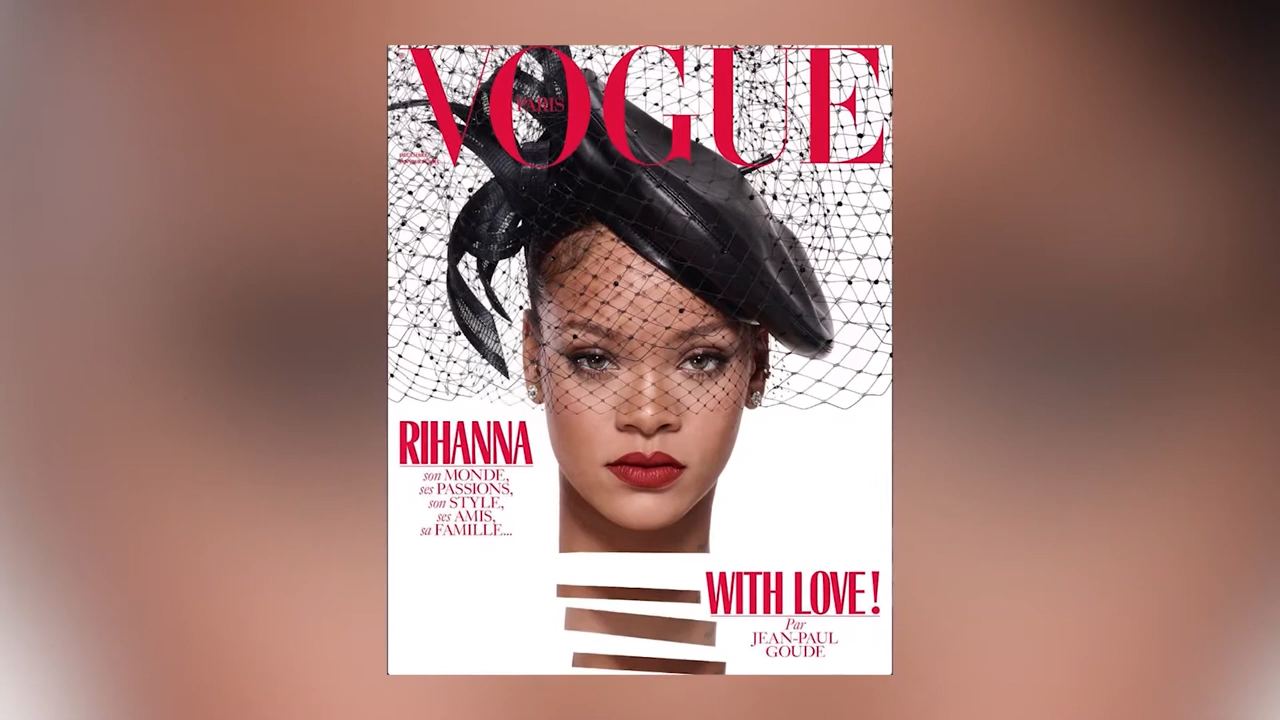 VOGUE
PARIS
RIHANNA
son MONDE,
ses PASSIONS,
son STYLE,
ses AMIS,
sa FAMILLE...
WITH LOVE!
Par
JEAN-PAUL
GOUDE